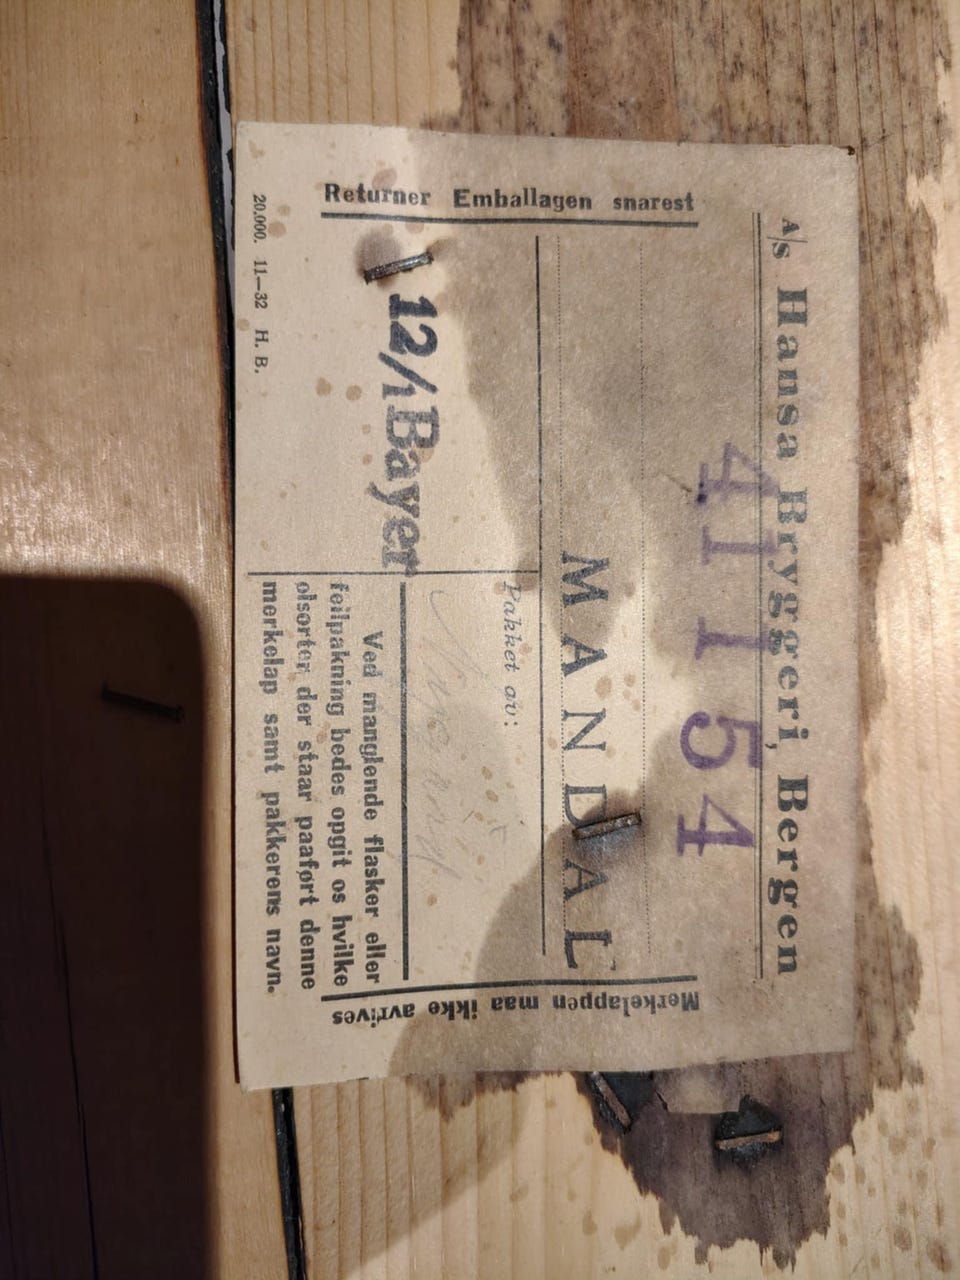 A/s Hansa Bryggeri, Bergen
41154
MANDAL
Returner Emballagen snarest
Merkelappen maa ikke avrives
12/1 Bayer
Pakket av:
Ved manglende flasker eller
feilpakning bedes opgit os hvilke
ølsorter der staar paaført denne
merkelap samt pakkerens navn.
20.000. 11—32 H. B.